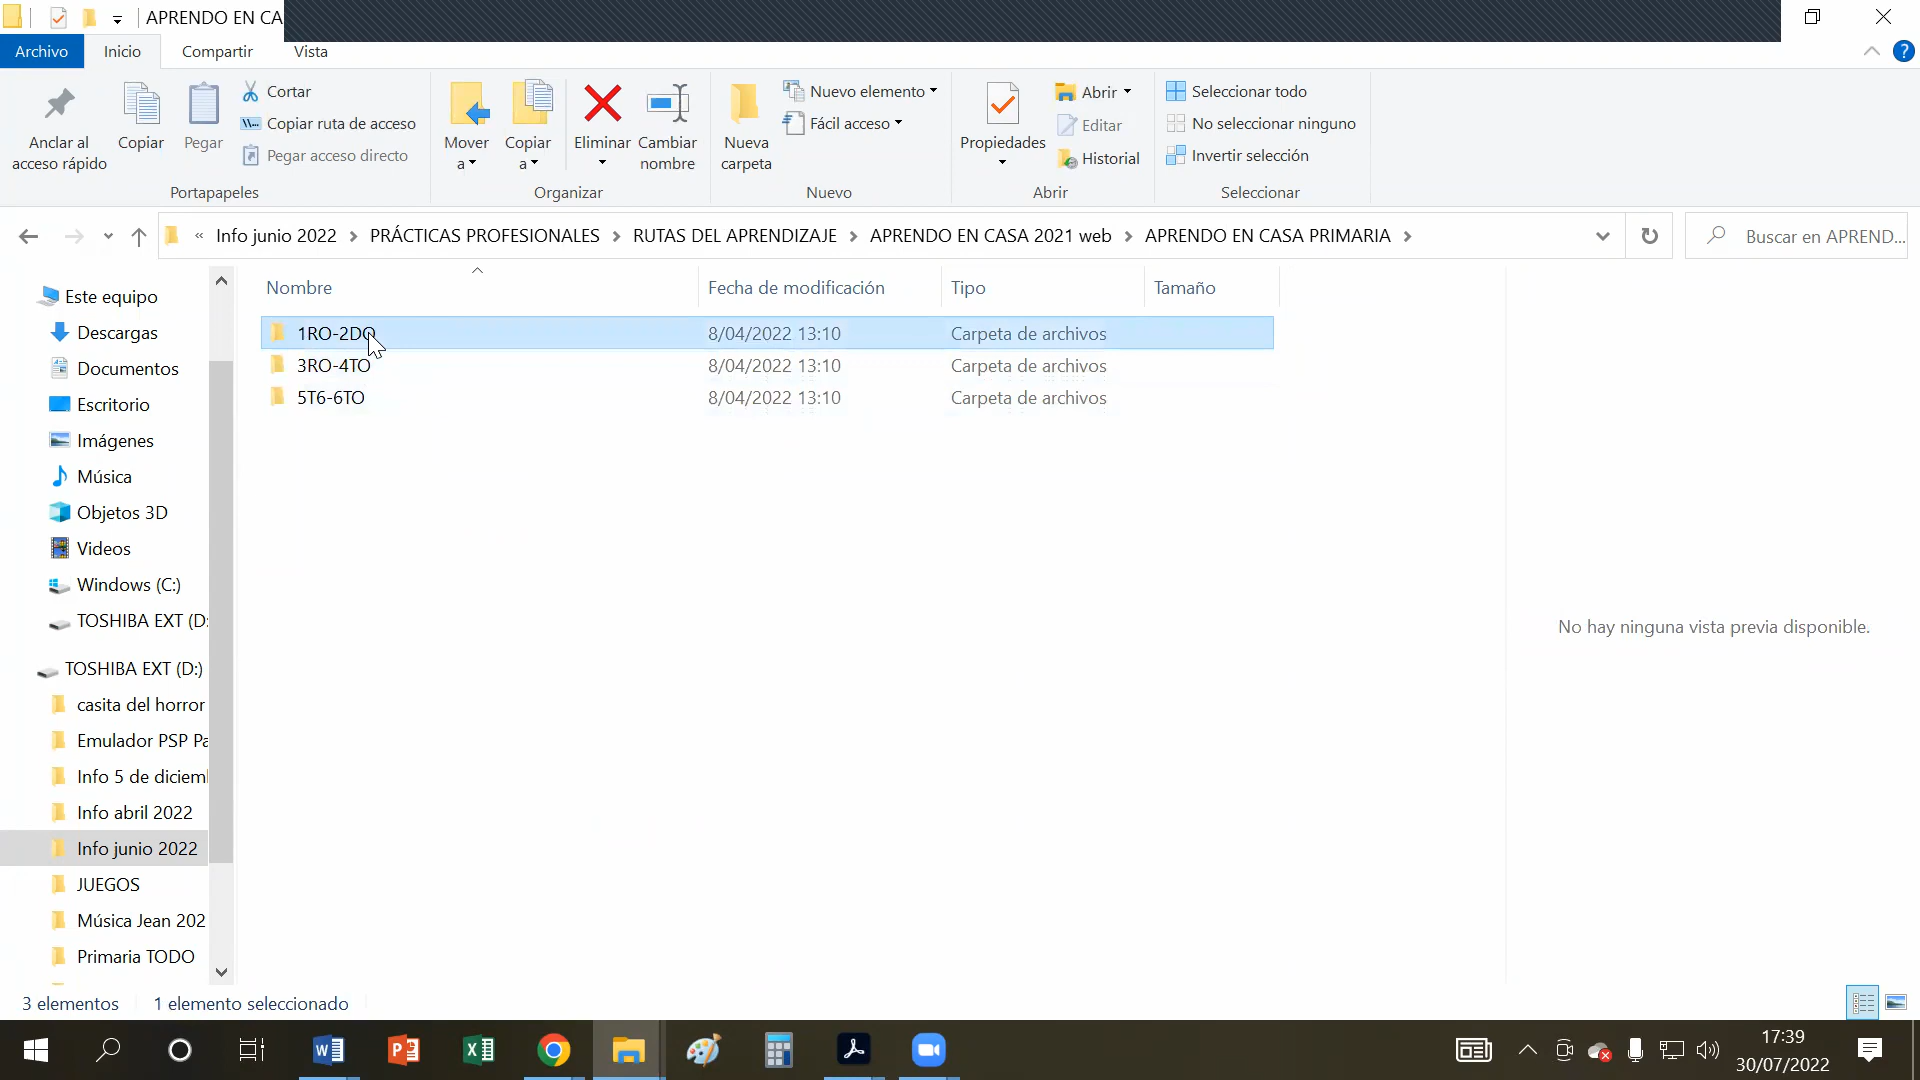 APRENDO EN CA
Archivo Inicio Compartir Vista
Anclar al acceso rápido
Copiar
Pegar
Cortar
Copiar ruta de acceso
Pegar acceso directo
Portapapeles
Mover a
Copiar a
Eliminar
Cambiar nombre
Organizar
Nueva carpeta
Nuevo elemento
Fácil acceso
Nuevo
Propiedades
Abrir
Editar
Historial
Abrir
Seleccionar todo
No seleccionar ninguno
Invertir selección
Seleccionar
« Info junio 2022 > PRÁCTICAS PROFESIONALES > RUTAS DEL APRENDIZAJE > APRENDO EN CASA 2021 web > APRENDO EN CASA PRIMARIA >
Buscar en APREND...
Este equipo
Descargas
Documentos
Escritorio
Imágenes
Música
Objetos 3D
Videos
Windows (C:)
TOSHIBA EXT (D:
TOSHIBA EXT (D:)
casita del horror
Emulador PSP Pa
Info 5 de diciem
Info abril 2022
Info junio 2022
JUEGOS
Música Jean 202
Primaria TODO
Nombre Fecha de modificación Tipo Tamaño
1RO-2DO 8/04/2022 13:10 Carpeta de archivos
3RO-4TO 8/04/2022 13:10 Carpeta de archivos
5T6-6TO 8/04/2022 13:10 Carpeta de archivos
No hay ninguna vista previa disponible.
3 elementos 1 elemento seleccionado
17:39
30/07/2022